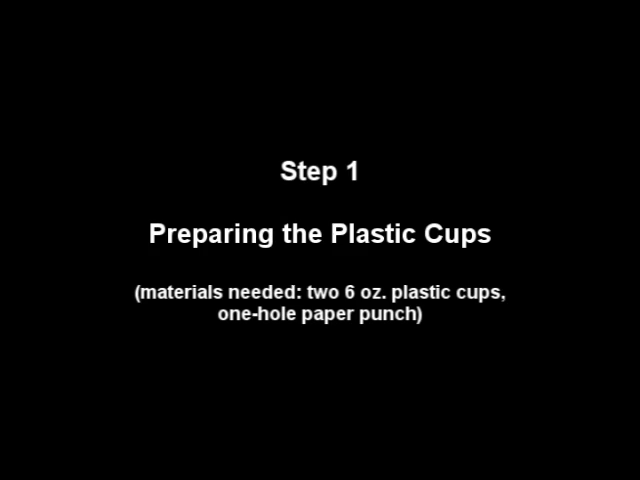 Step 1
Preparing the Plastic Cups
(materials needed: two 6 oz. plastic cups,
one-hole paper punch)